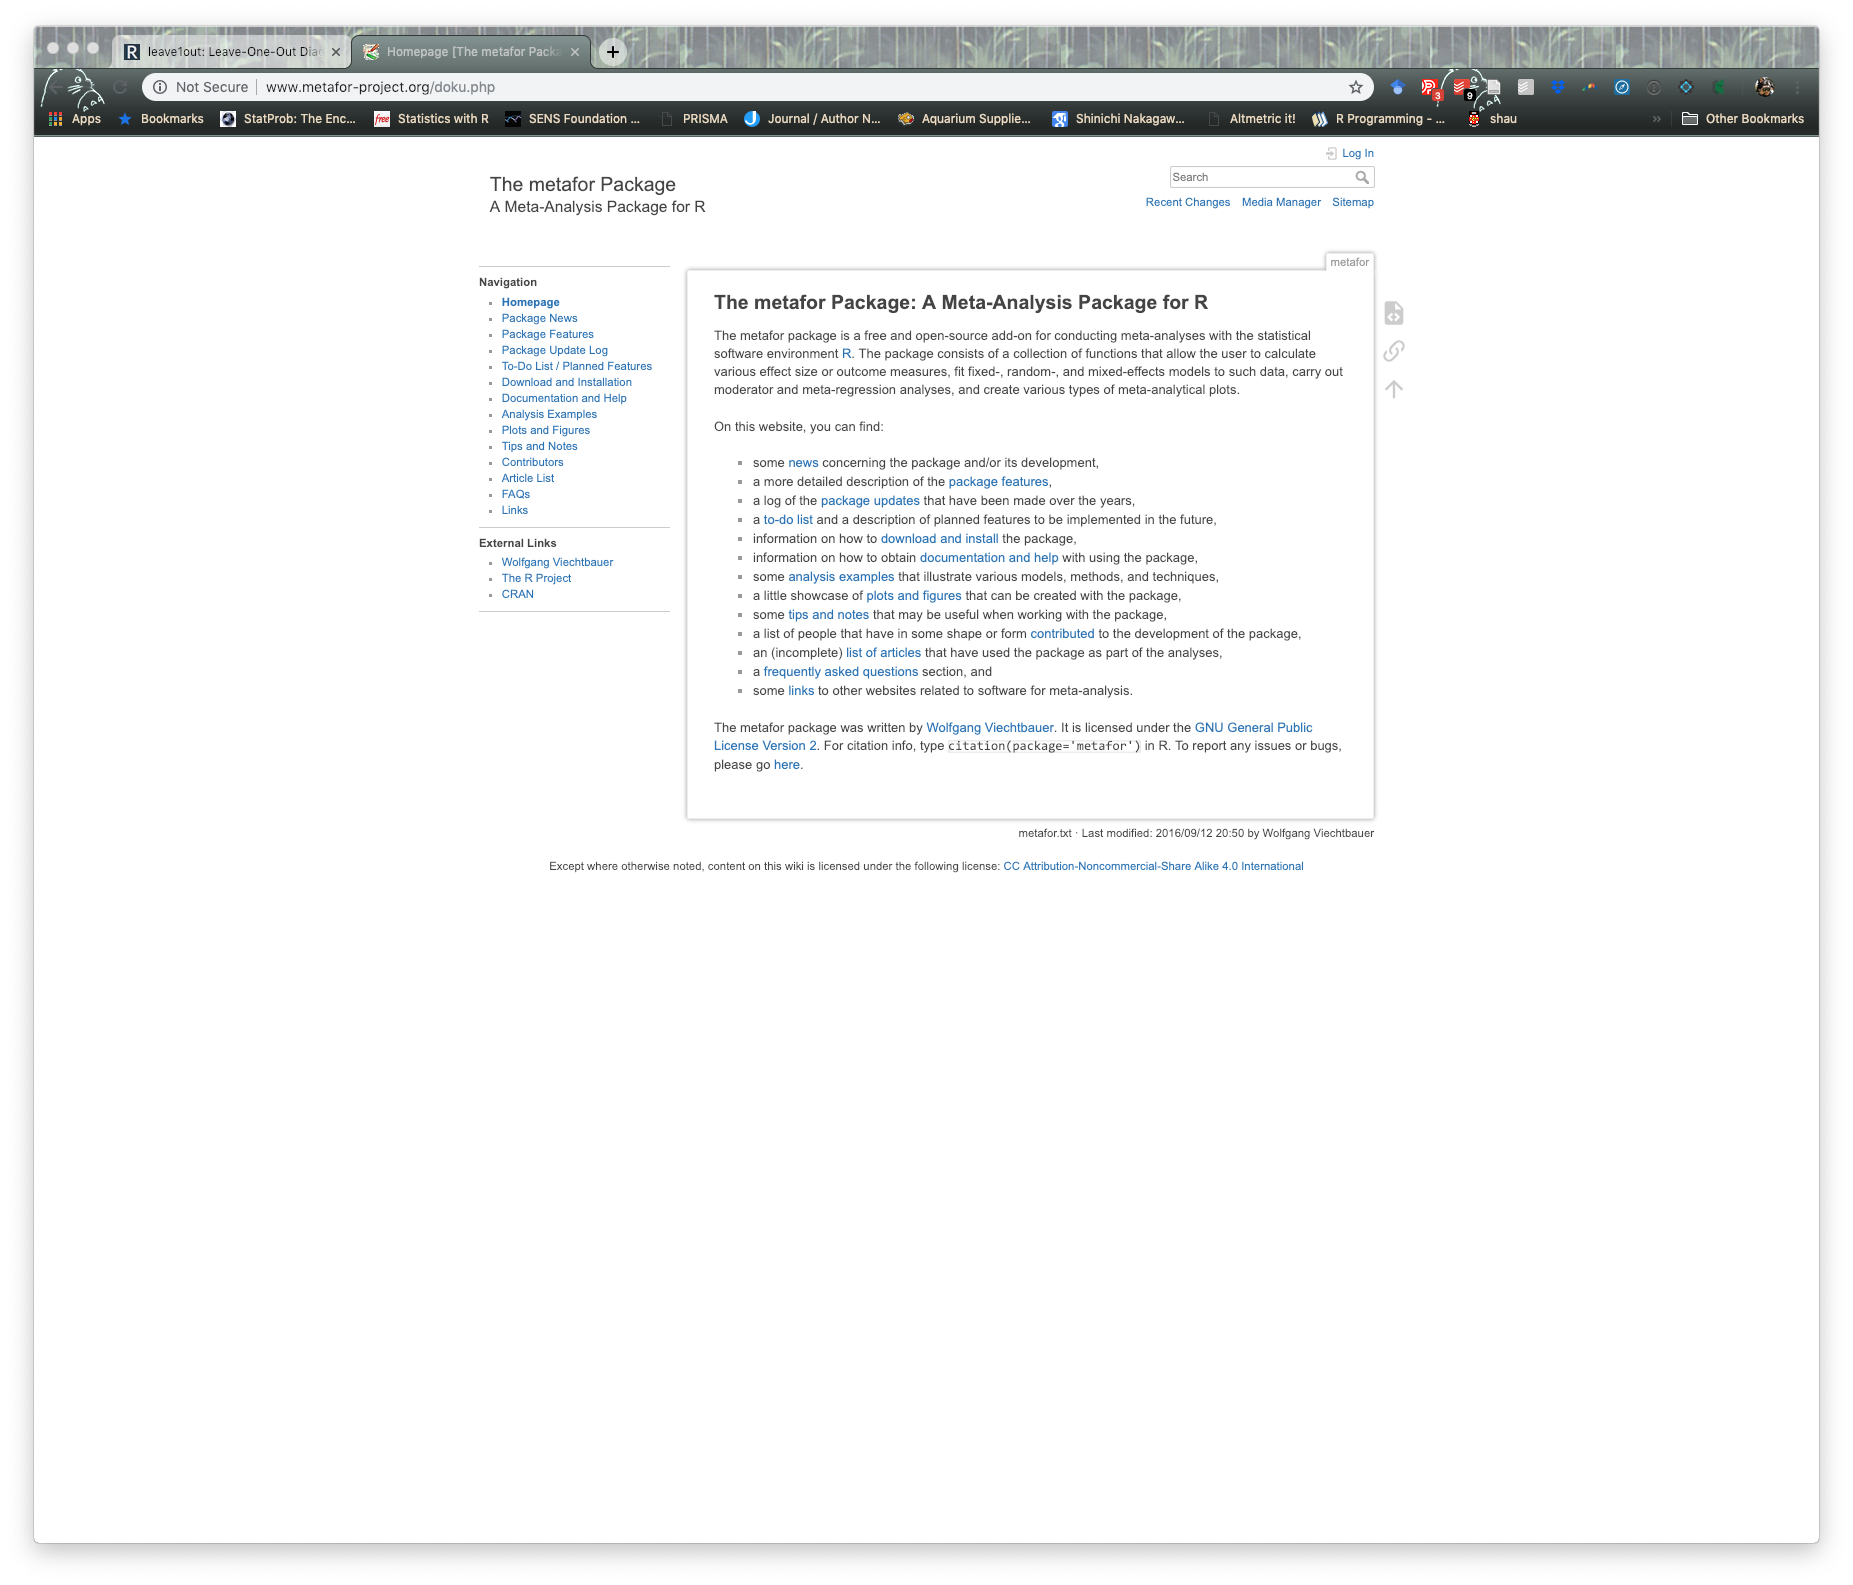 leave1out: Leave-One-Out Dia
Homepage [The metafor Pack
Not Secure
www.metafor-project.org/doku.php
3
9
Apps
Bookmarks
StatProb: The Enc...
free
Statistics with R
SENS Foundation ...
PRISMA
Journal / Author N...
Aquarium Supplie...
Shinichi Nakagaw...
Altmetric it!
R Programming - ...
shau
»
Other Bookmarks
Log In
The metafor Package
A Meta-Analysis Package for R
Search
Recent Changes Media Manager Sitemap
metafor
Navigation
Homepage
Package News
Package Features
Package Update Log
To-Do List / Planned Features
Download and Installation
Documentation and Help
Analysis Examples
Plots and Figures
Tips and Notes
Contributors
Article List
FAQs
Links
External Links
Wolfgang Viechtbauer
The R Project
CRAN
The metafor Package: A Meta-Analysis Package for R
The metafor package is a free and open-source add-on for conducting meta-analyses with the statistical
software environment R. The package consists of a collection of functions that allow the user to calculate
various effect size or outcome measures, fit fixed-, random-, and mixed-effects models to such data, carry out
moderator and meta-regression analyses, and create various types of meta-analytical plots.
On this website, you can find:
some news concerning the package and/or its development,
a more detailed description of the package features,
a log of the package updates that have been made over the years,
a to-do list and a description of planned features to be implemented in the future,
information on how to download and install the package,
information on how to obtain documentation and help with using the package,
some analysis examples that illustrate various models, methods, and techniques,
a little showcase of plots and figures that can be created with the package,
some tips and notes that may be useful when working with the package,
a list of people that have in some shape or form contributed to the development of the package,
an (incomplete) list of articles that have used the package as part of the analyses,
a frequently asked questions section, and
some links to other websites related to software for meta-analysis.
The metafor package was written by Wolfgang Viechtbauer. It is licensed under the GNU General Public
License Version 2. For citation info, type citation(package='metafor') in R. To report any issues or bugs,
please go here.
metafor.txt · Last modified: 2016/09/12 20:50 by Wolfgang Viechtbauer
Except where otherwise noted, content on this wiki is licensed under the following license: CC Attribution-Noncommercial-Share Alike 4.0 International